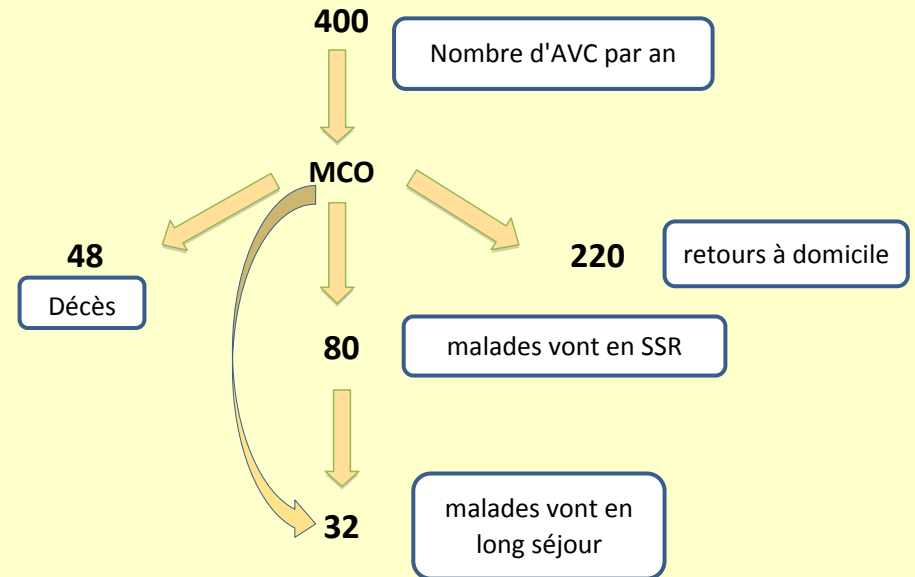 400
Nombre d'AVC par an
MCO
48
Décès
220
retours à domicile
80
malades vont en SSR
32
malades vont en
long séjour